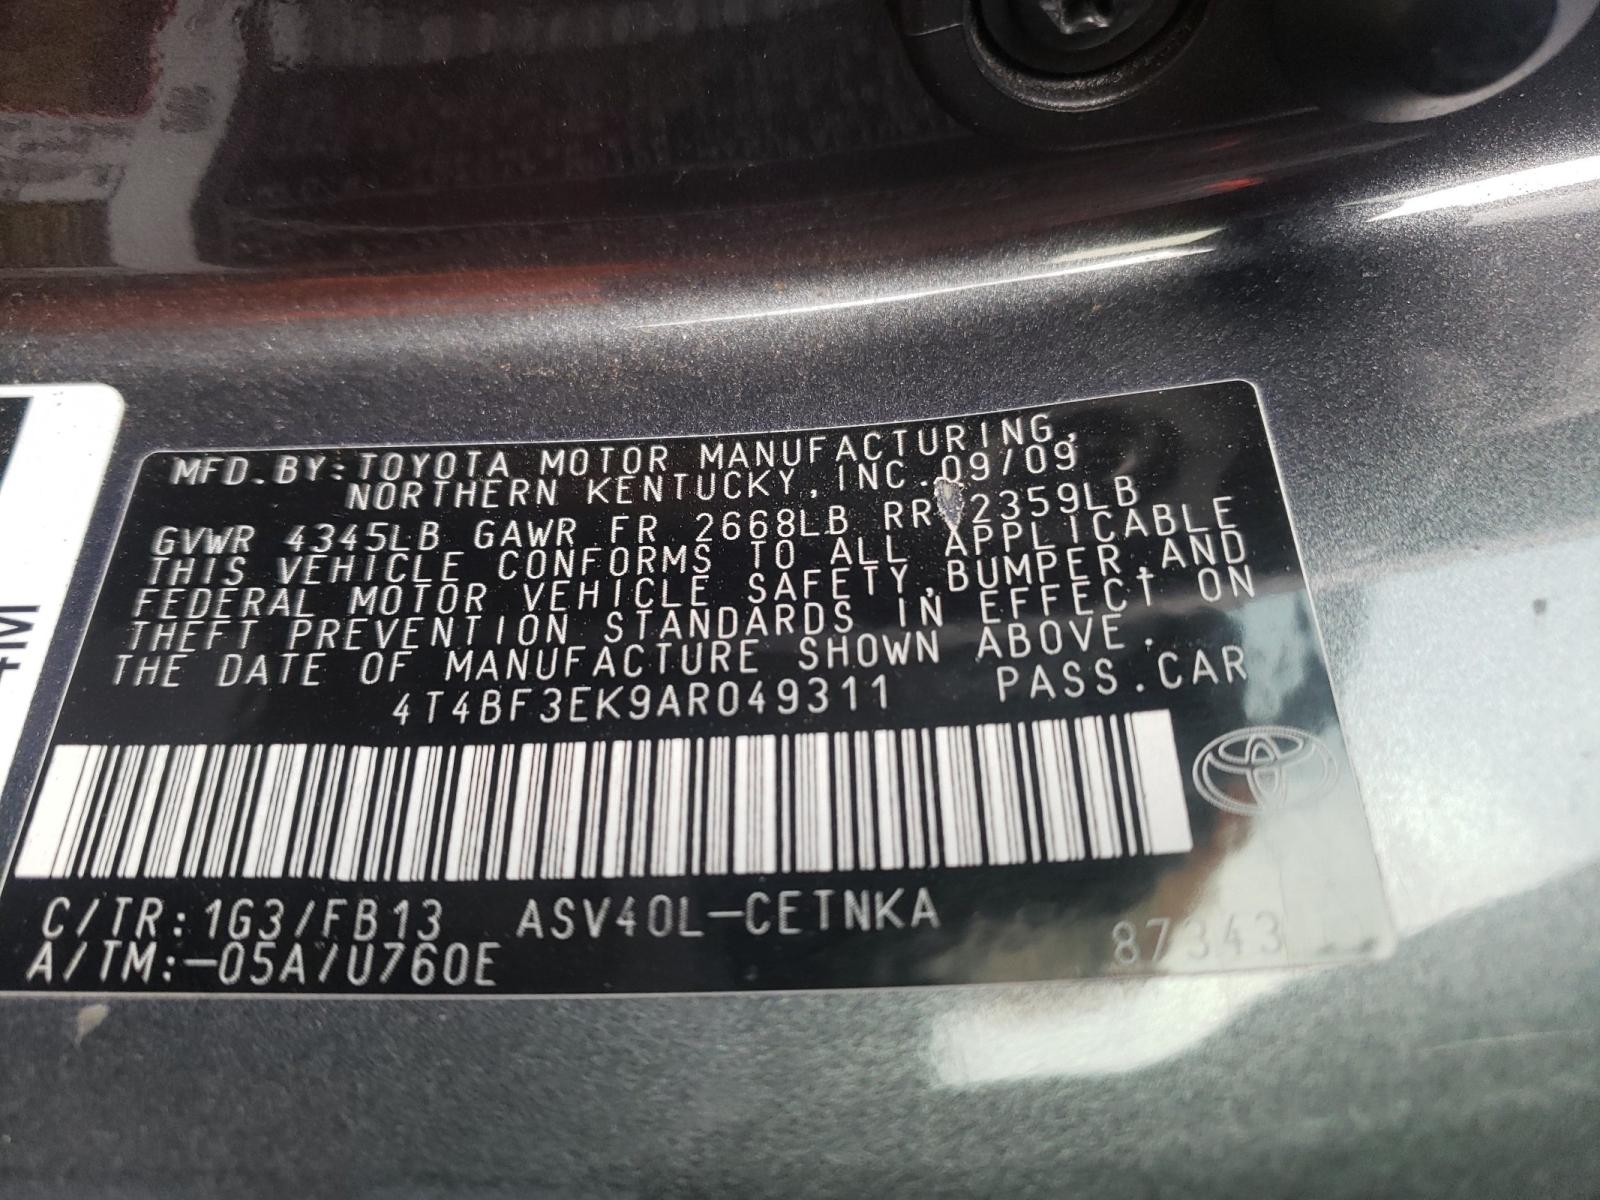 MFD.BY:TOYOTA MOTOR MANUFACTURING,
NORTHERN KENTUCKY,INC.09/09
GVWR 4345LB GAWR FR 2668LB RR 2359LB
THIS VEHICLE CONFORMS TO ALL APPLICABLE
FEDERAL MOTOR VEHICLE SAFETY,BUMPER,AND
THEFT PREVENTION STANDARDS IN EFFECT ON
THE DATE OF MANUFACTURE SHOWN ABOVE.
4T4BF3EK9AR049311 PASS.CAR
C/TR:1G3/FB13 ASV40L-CETNKA
A/TM:-05A/U760E
87343